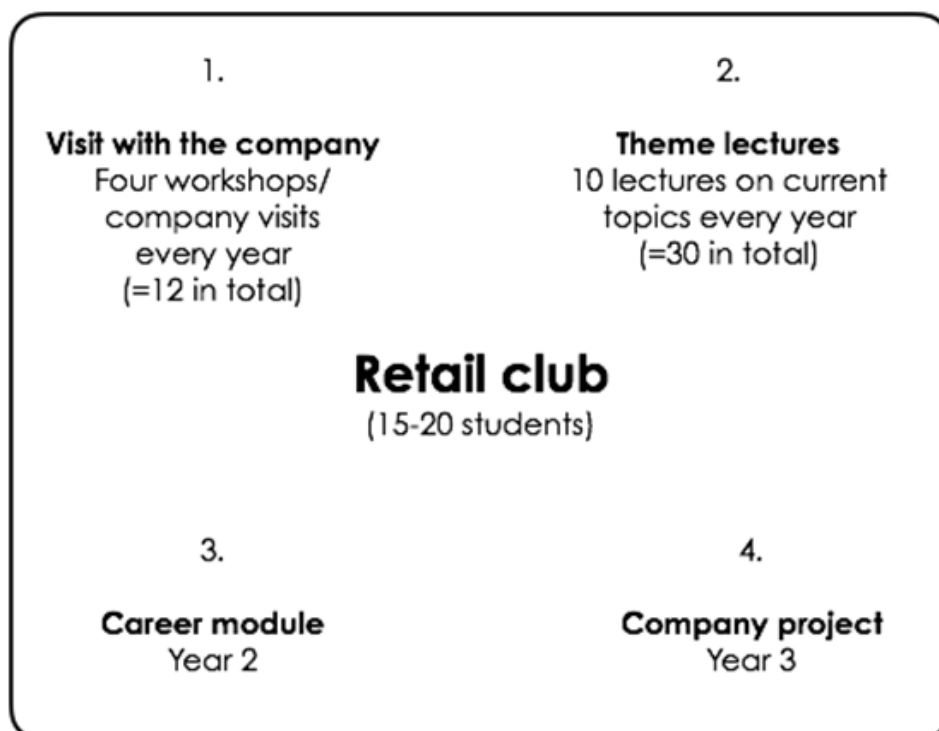 1.
Visit with the company
Four workshops/
company visits
every year
(=12 in total)
2.
Theme lectures
10 lectures on current
topics every year
(=30 in total)
Retail club
(15-20 students)
3.
Career module
Year 2
4.
Company project
Year 3